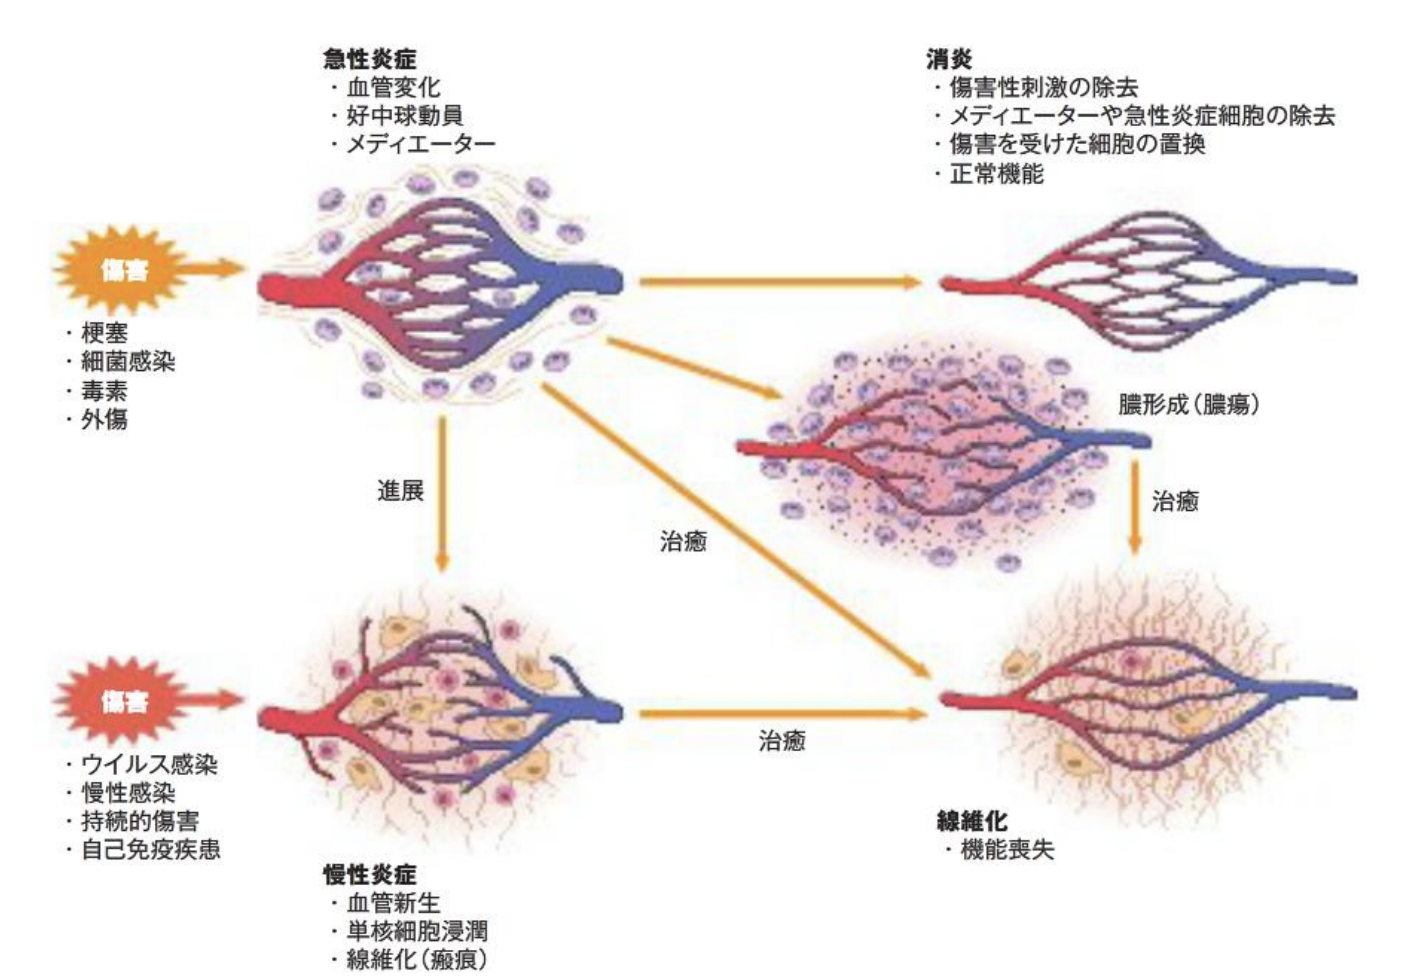 急性炎症
・血管変化
・好中球動員
・メディエーター
消炎
・傷害性刺激の除去
・メディエーターや急性炎症細胞の除去
・傷害を受けた細胞の置換
・正常機能
傷害
・梗塞
・細菌感染
・毒素
・外傷
膿形成（膿瘍）
進展
治癒
治癒
傷害
・ウイルス感染
・慢性感染
・持続的傷害
・自己免疫疾患
治癒
慢性炎症
・血管新生
・単核細胞浸潤
・線維化（瘢痕）
線維化
・機能喪失